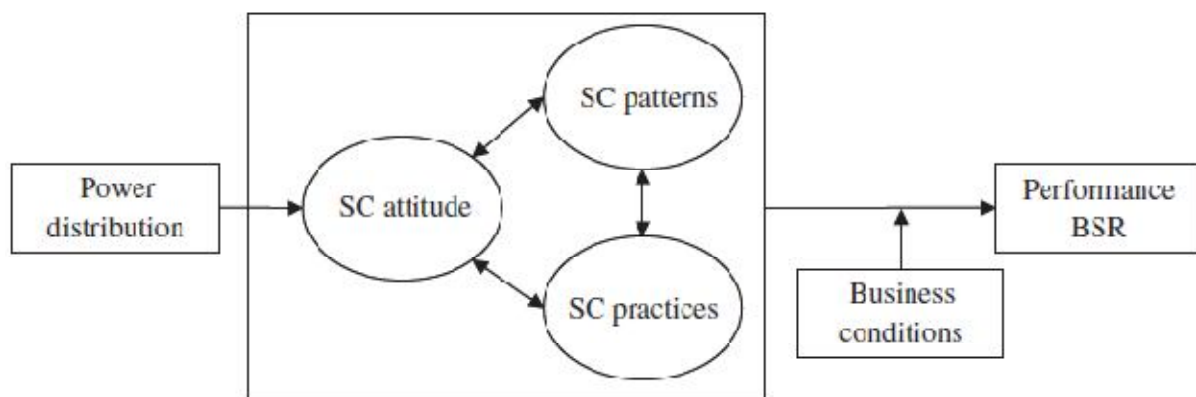 Power
distribution
SC attitude
SC patterns
SC practices
Business
conditions
Performance
BSR